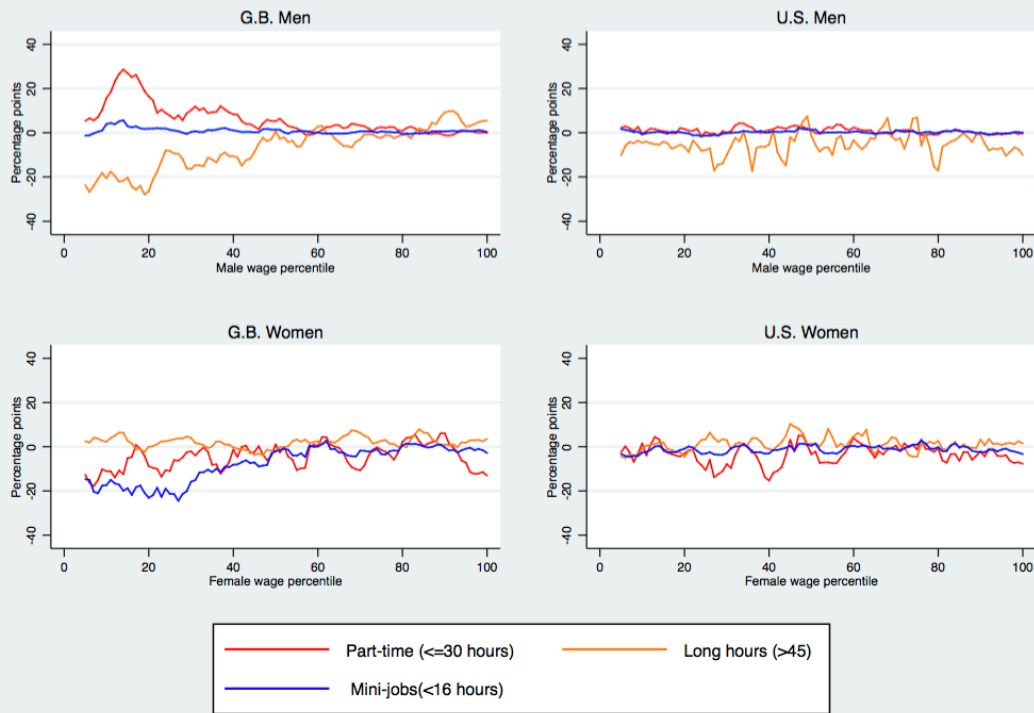 G.B. Men
U.S. Men
Percentage points
40
20
0
-20
-40
0 20 40 60 80 100
Male wage percentile
Percentage points
40
20
0
-20
-40
0 20 40 60 80 100
Male wage percentile
G.B. Women
U.S. Women
Percentage points
40
20
0
-20
-40
0 20 40 60 80 100
Female wage percentile
Percentage points
40
20
0
-20
-40
0 20 40 60 80 100
Female wage percentile
Part-time (<=30 hours)
Long hours (>45)
Mini-jobs(<16 hours)